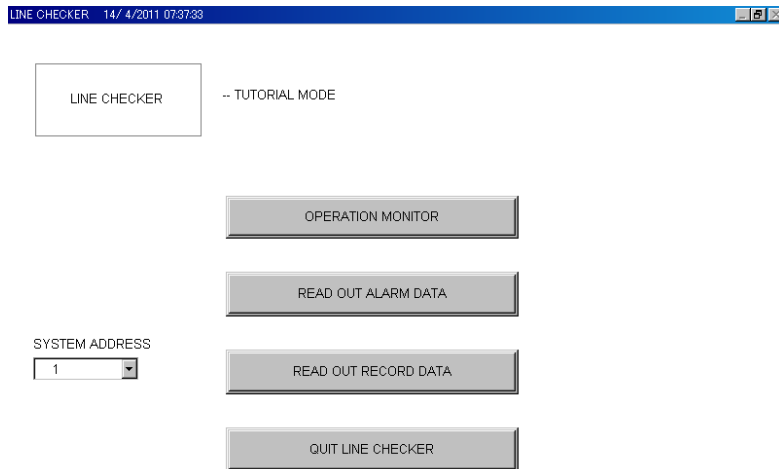 LINE CHECKER 14/ 4/2011 07:37:33
LINE CHECKER
-- TUTORIAL MODE
OPERATION MONITOR
READ OUT ALARM DATA
SYSTEM ADDRESS
1
READ OUT RECORD DATA
QUIT LINE CHECKER